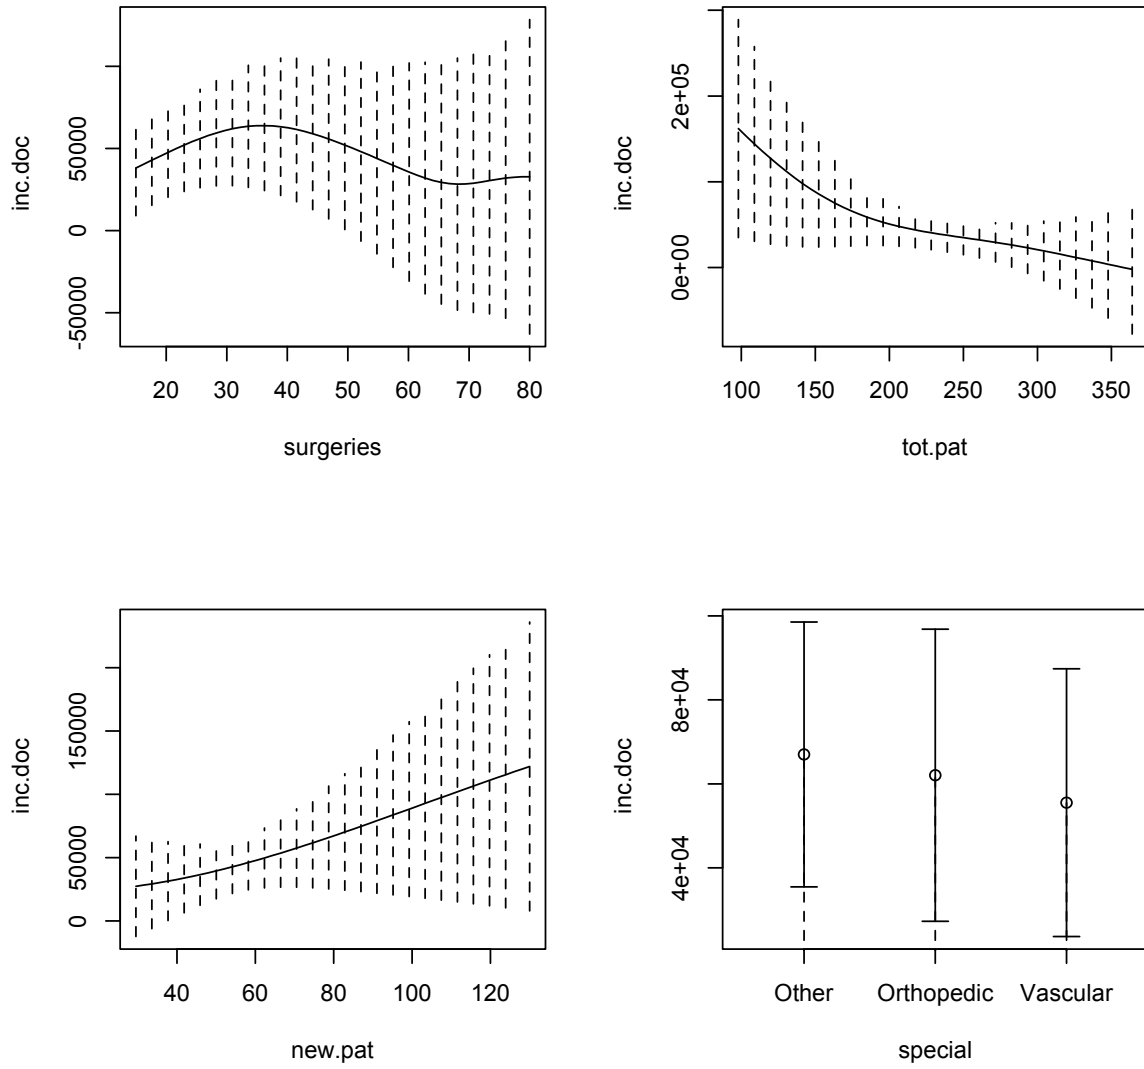 inc.doc
-50000
0
50000
20
30
40
50
60
70
80
surgeries
inc.doc
0e+00
2e+05
100
150
200
250
300
350
tot.pat
inc.doc
0
50000
150000
40
60
80
100
120
new.pat
inc.doc
4e+04
8e+04
Other
Orthopedic
Vascular
special